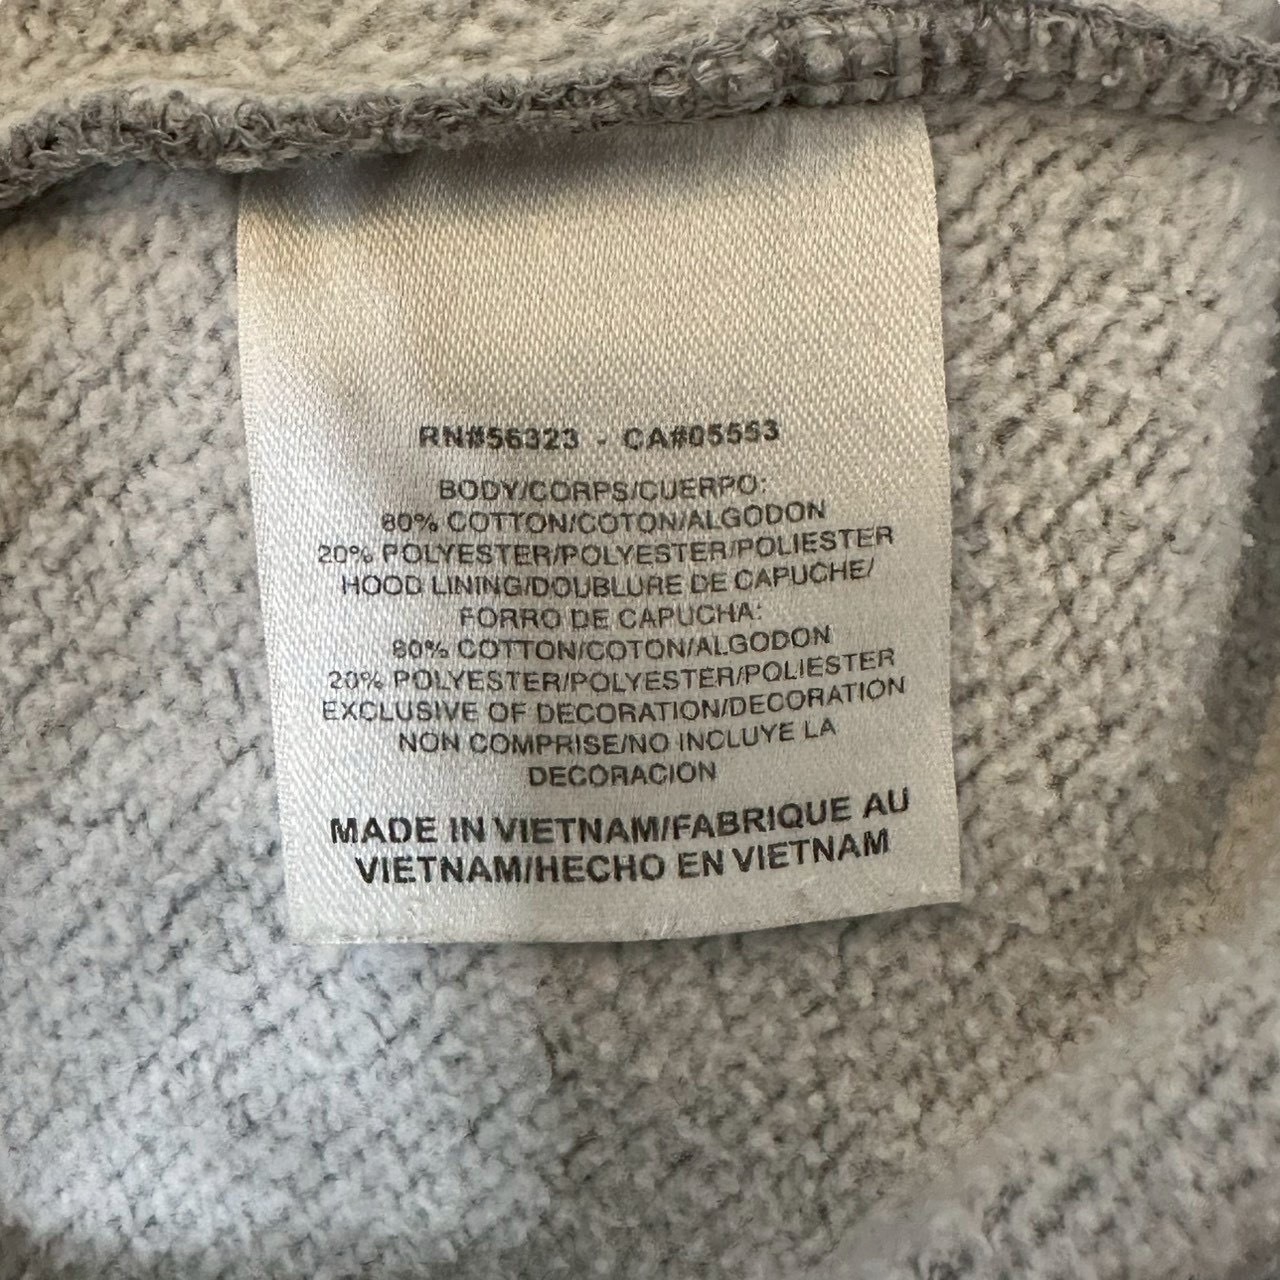 RN#56323 - CA#05553
BODY/CORPS/CUERPO:
80% COTTON/COTON/ALGODON
20% POLYESTER/POLYESTER/POLIESTER
HOOD LINING/DOUBLURE DE CAPUCHE/
FORRO DE CAPUCHA:
80% COTTON/COTON/ALGODON
20% POLYESTER/POLYESTER/POLIESTER
EXCLUSIVE OF DECORATION/DECORATION
NON COMPRISE/NO INCLUYE LA
DECORACION
MADE IN VIETNAM/FABRIQUE AU
VIETNAM/HECHO EN VIETNAM